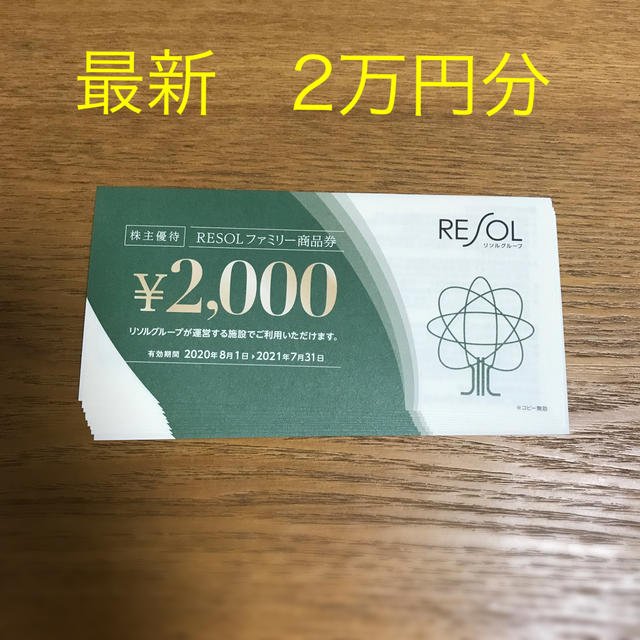 最新　2万円分
株主優待 RESOLファミリー商品券
¥2,000
リソルグループが運営する施設でご利用いただけます。
有効期間 2020年8月1日▶2021年7月31日
RESOL
リソルグループ
※コピー無効